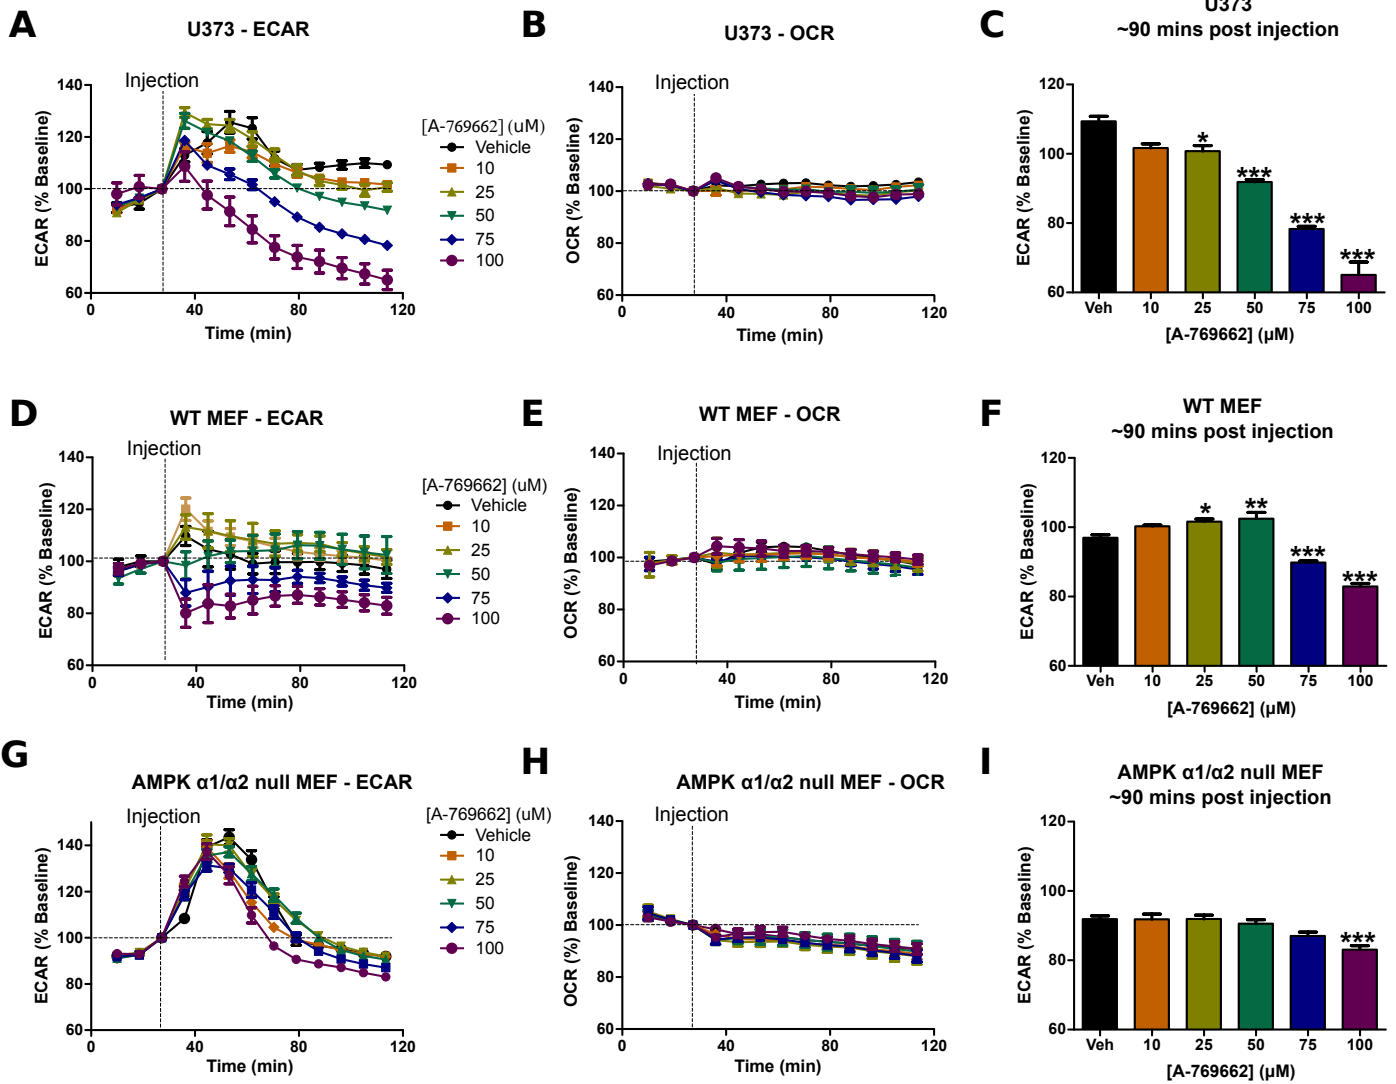 A
U373 - ECAR
Injection
ECAR (% Baseline)
140
120
100
80
60
0
40
80
120
Time (min)
[A-769662] (uM)
Vehicle
10
25
50
75
100
B
U373 - OCR
Injection
OCR (% Baseline)
140
120
100
80
60
0
40
80
120
Time (min)
C
U373
~90 mins post injection
ECAR (% Baseline)
120
100
80
60
*
***
***
***
Veh
10
25
50
75
100
[A-769662] (µM)
D
WT MEF - ECAR
Injection
ECAR (% Baseline)
140
120
100
80
60
0
40
80
120
Time (min)
[A-769662] (uM)
Vehicle
10
25
50
75
100
E
WT MEF - OCR
Injection
OCR (%) Baseline)
140
120
100
80
60
0
40
80
120
Time (min)
F
WT MEF
~90 mins post injection
ECAR (% Baseline)
120
100
80
60
*
**
***
***
Veh
10
25
50
75
100
[A-769662] (µM)
G
AMPK α1/α2 null MEF - ECAR
Injection
ECAR (% Baseline)
140
120
100
80
60
0
40
80
120
Time (min)
[A-769662] (uM)
Vehicle
10
25
50
75
100
H
AMPK α1/α2 null MEF - OCR
Injection
OCR (%) Baseline)
140
120
100
80
60
0
40
80
120
Time (min)
I
AMPK α1/α2 null MEF
~90 mins post injection
ECAR (% Baseline)
120
100
80
60
***
Veh
10
25
50
75
100
[A-769662] (µM)